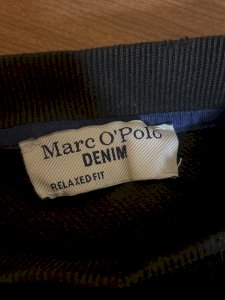 Marc O'Polo
DENIM
RELAXED FIT